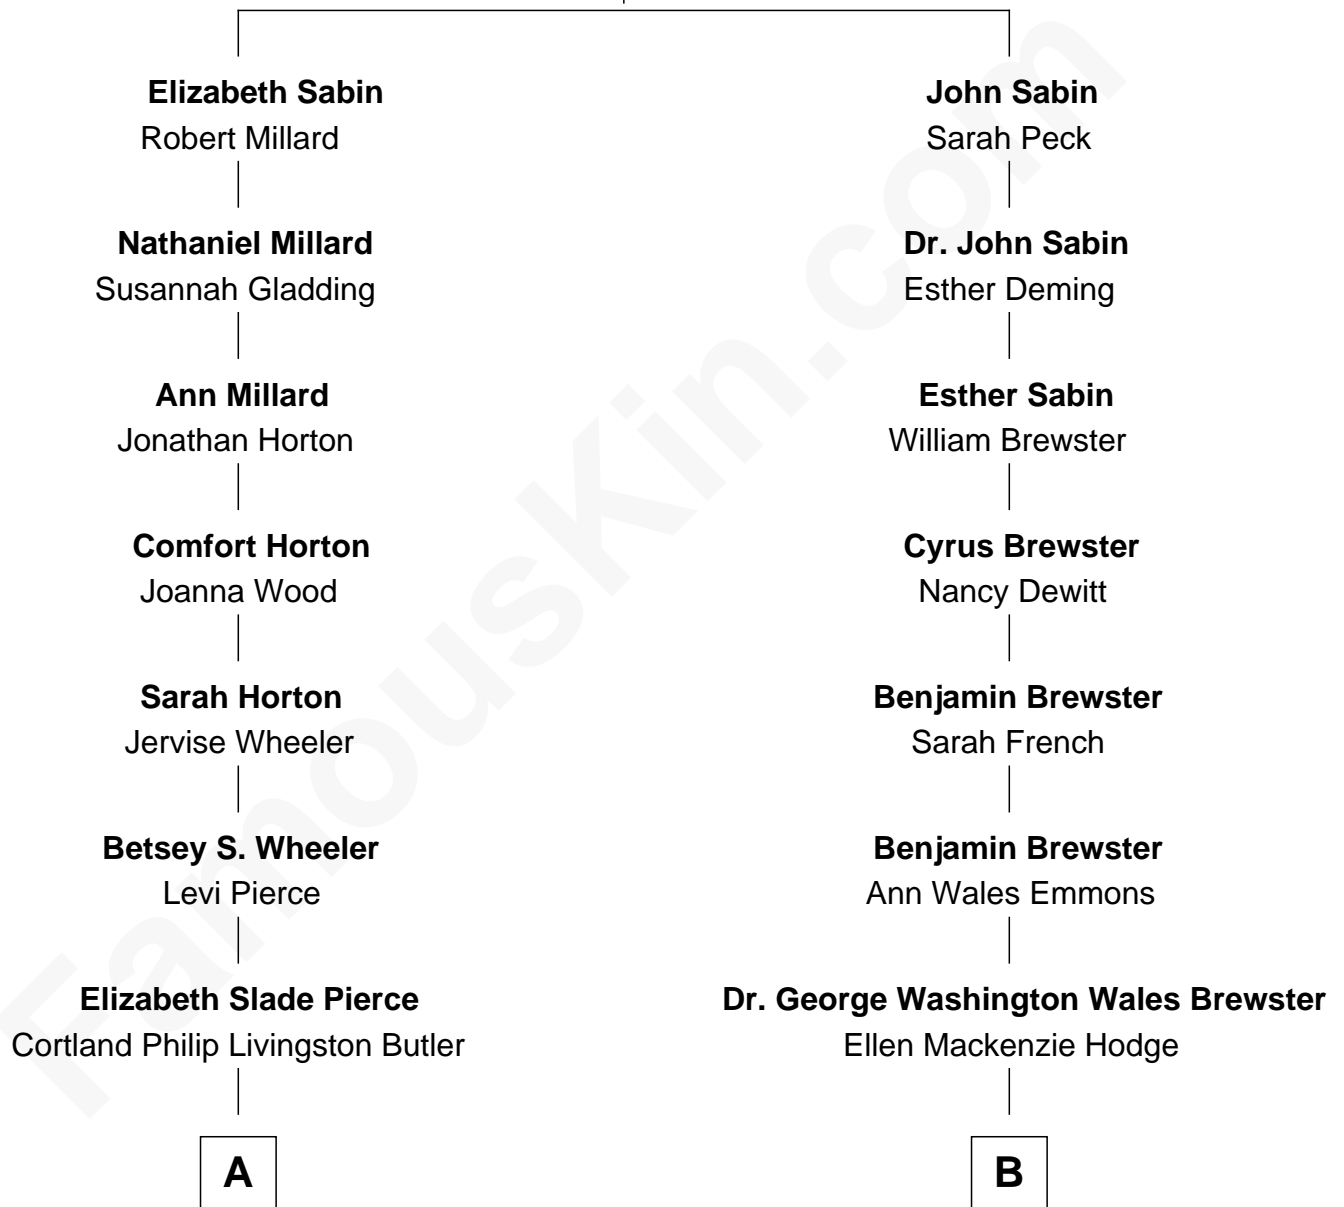 Elizabeth Sabin
Robert Millard
Nathaniel Millard
Susannah Gladding
Ann Millard
Jonathan Horton
Comfort Horton
Joanna Wood
Sarah Horton
Jervise Wheeler
Betsey S. Wheeler
Levi Pierce
Elizabeth Slade Pierce
Cortland Philip Livingston Butler
A
John Sabin
Sarah Peck
Dr. John Sabin
Esther Deming
Esther Sabin
William Brewster
Cyrus Brewster
Nancy Dewitt
Benjamin Brewster
Sarah French
Benjamin Brewster
Ann Wales Emmons
Dr. George Washington Wales Brewster
Ellen Mackenzie Hodge
B
FamousKin.com